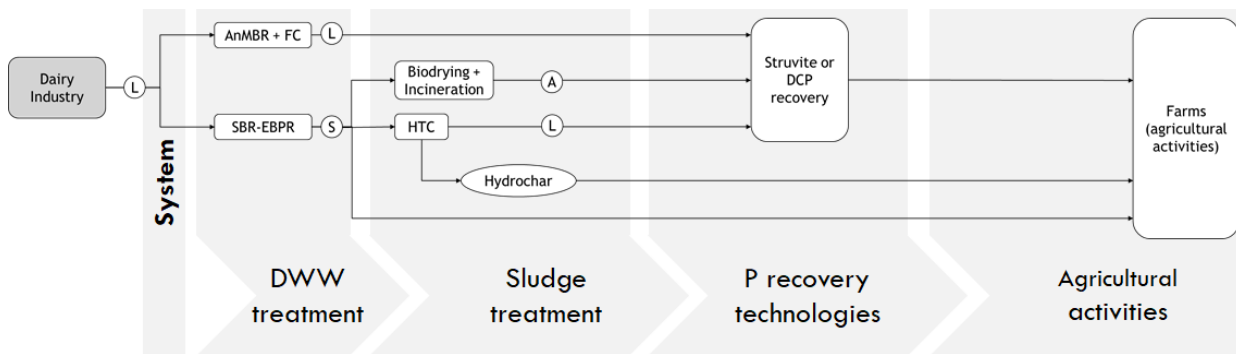 AnMBR + FC
L
Dairy
Industry
L
Biodrying +
Incineration
A
Struvite or
DCP
recovery
SBR-EBPR
S
HTC
L
Farms
(agricultural
activities)
Hydrochar
System
DWW
treatment
Sludge
treatment
P recovery
technologies
Agricultural
activities